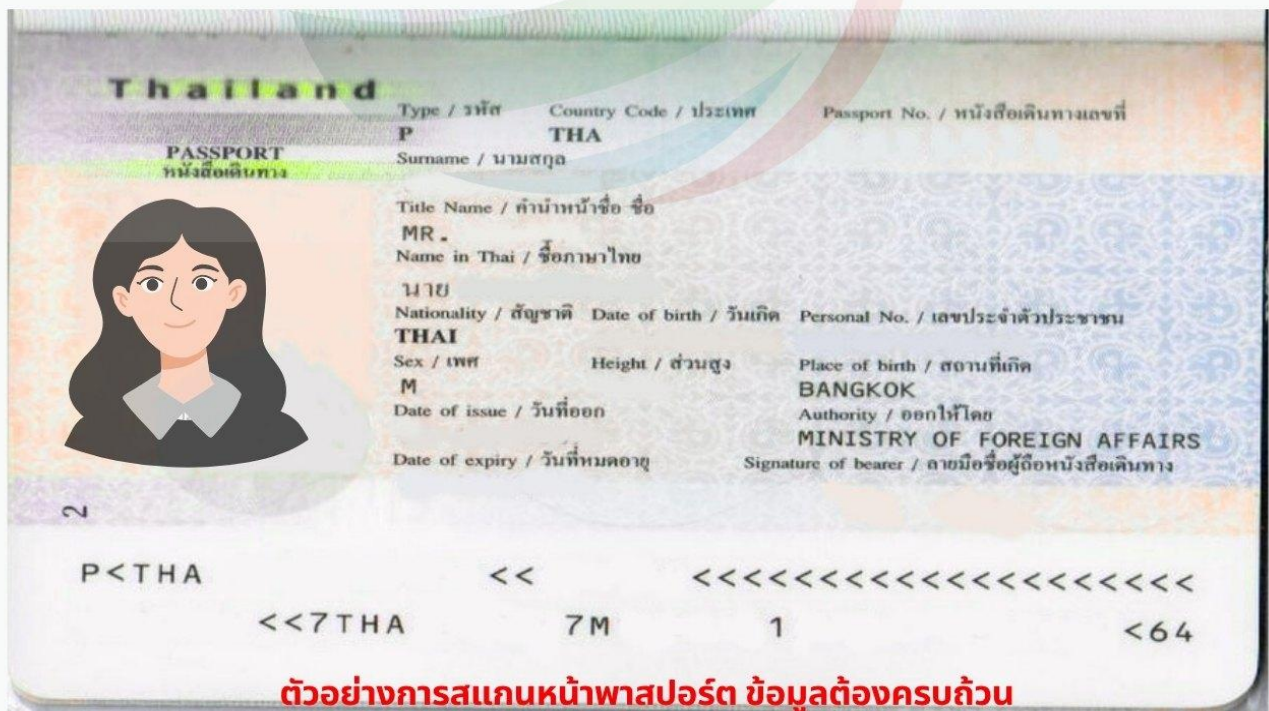 Thailand
PASSPORT
หนังสือเดินทาง
Type / รหัส Country Code / ประเทศ Passport No. / หนังสือเดินทางเลขที่
P THA
Surname / นามสกุล
Title Name / คำนำหน้าชื่อ ชื่อ
MR.
Name in Thai / ชื่อภาษาไทย
นาย
Nationality / สัญชาติ Date of birth / วันเกิด Personal No. / เลขประจำตัวประชาชน
THAI
Sex / เพศ Height / ส่วนสูง Place of birth / สถานที่เกิด
M BANGKOK
Date of issue / วันที่ออก Authority / ออกให้โดย
MINISTRY OF FOREIGN AFFAIRS
Date of expiry / วันที่หมดอายุ Signature of bearer / ลายมือชื่อผู้ถือหนังสือเดินทาง
2
P<THA << <<<<<<<<<<<<<<<<<<<<
<<7THA 7M 1 <64
ตัวอย่างการสแกนหน้าพาสปอร์ต ข้อมูลต้องครบถ้วน